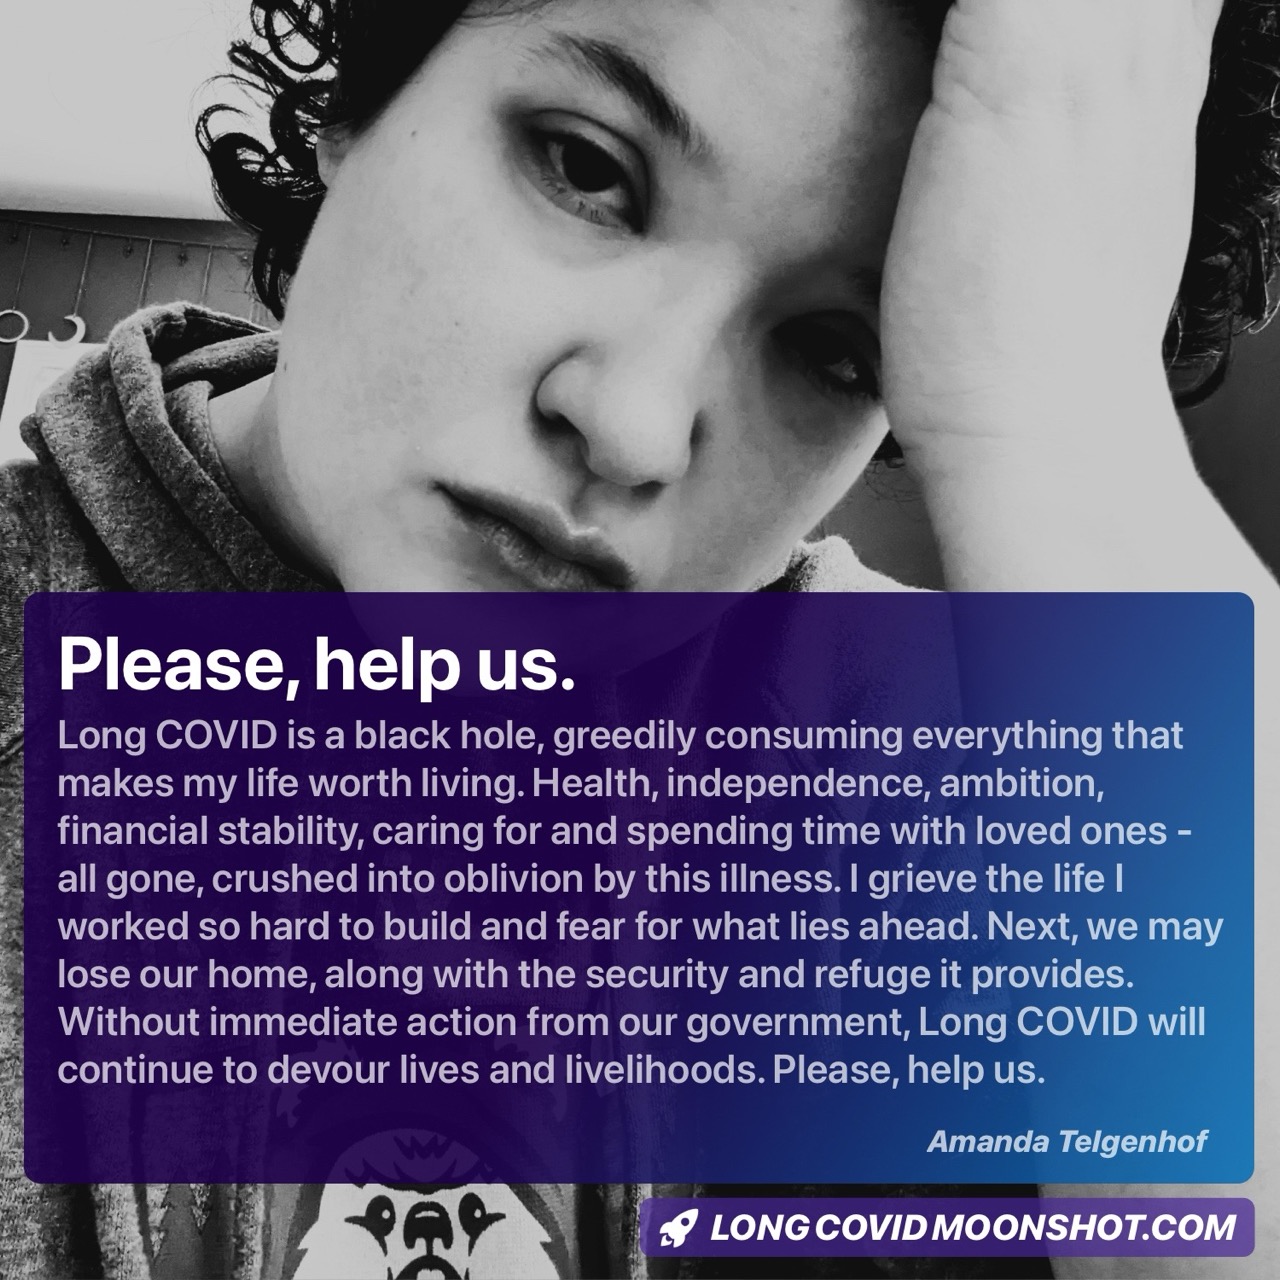 Please, help us.
Long COVID is a black hole, greedily consuming everything that
makes my life worth living. Health, independence, ambition,
financial stability, caring for and spending time with loved ones -
all gone, crushed into oblivion by this illness. I grieve the life I
worked so hard to build and fear for what lies ahead. Next, we may
lose our home, along with the security and refuge it provides.
Without immediate action from our government, Long COVID will
continue to devour lives and livelihoods. Please, help us.
Amanda Telgenhof
LONG COVID MOONSHOT.COM